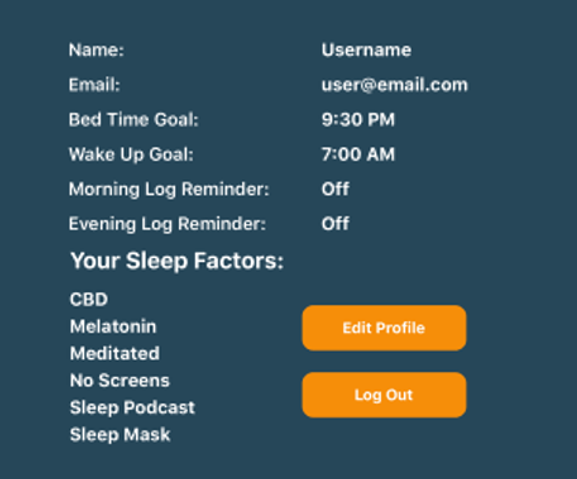 Name: Username
Email: user@email.com
Bed Time Goal: 9:30 PM
Wake Up Goal: 7:00 AM
Morning Log Reminder: Off
Evening Log Reminder: Off
Your Sleep Factors:
CBD
Melatonin
Meditated
No Screens
Sleep Podcast
Sleep Mask
Edit Profile
Log Out